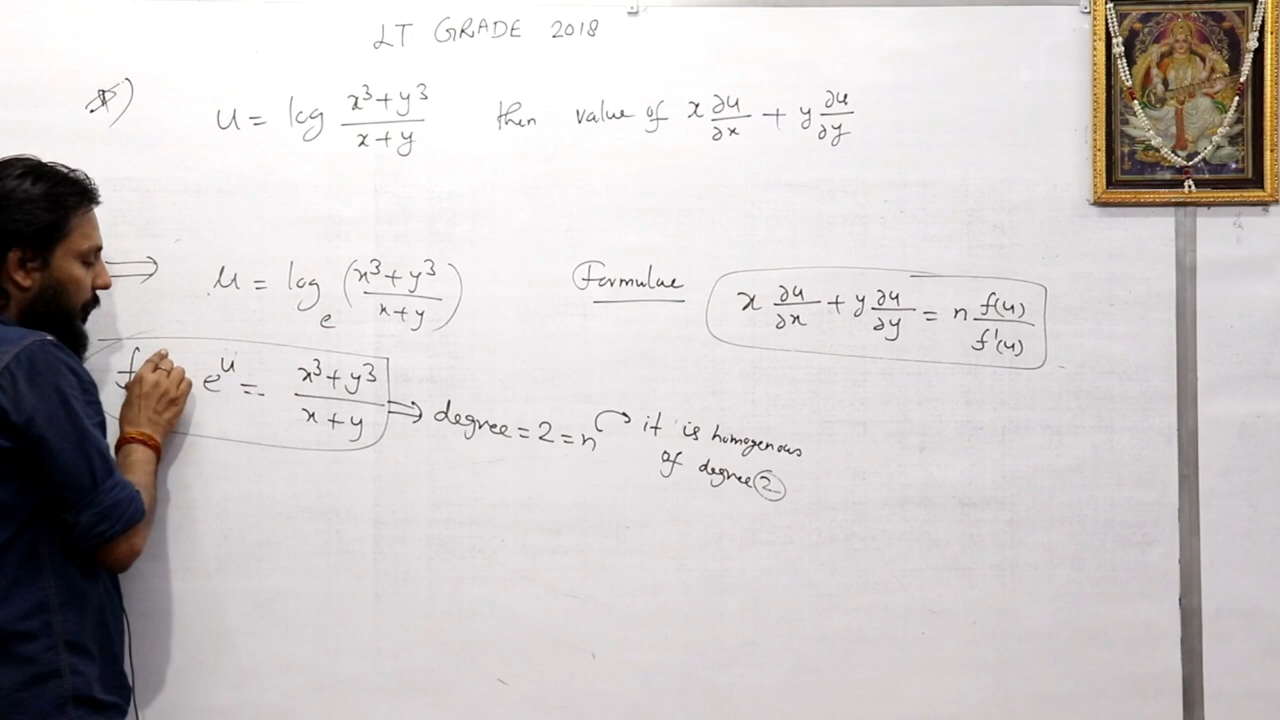 LT GRADE 2018
u = log (x³+y³)/(x+y) then value of x ∂u/∂x + y ∂u/∂y
⇒ u = logₑ ((x³+y³)/(x+y))
Formulae x ∂u/∂x + y ∂u/∂y = n f(u)/f'(u)
f eᵘ = (x³+y³)/(x+y) ⇒ degree = 2 = n → it is homogenous
of degree 2